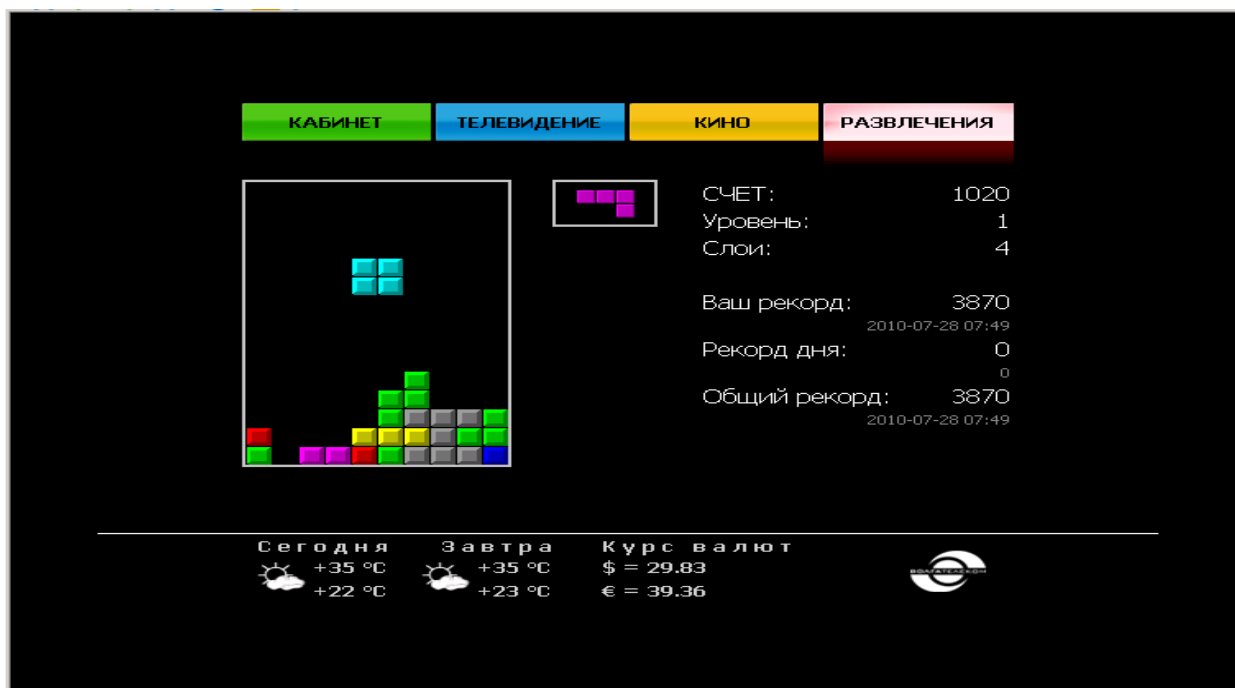 КАБИНЕТ ТЕЛЕВИДЕНИЕ КИНО РАЗВЛЕЧЕНИЯ
СЧЕТ: 1020
Уровень: 1
Слои: 4
Ваш рекорд: 3870
2010-07-28 07:49
Рекорд дня: 0
0
Общий рекорд: 3870
2010-07-28 07:49
Сегодня Завтра Курс валют
+35 °C +35 °C $ = 29.83
+22 °C +23 °C € = 39.36
ВОЛГАТЕЛЕКОМ